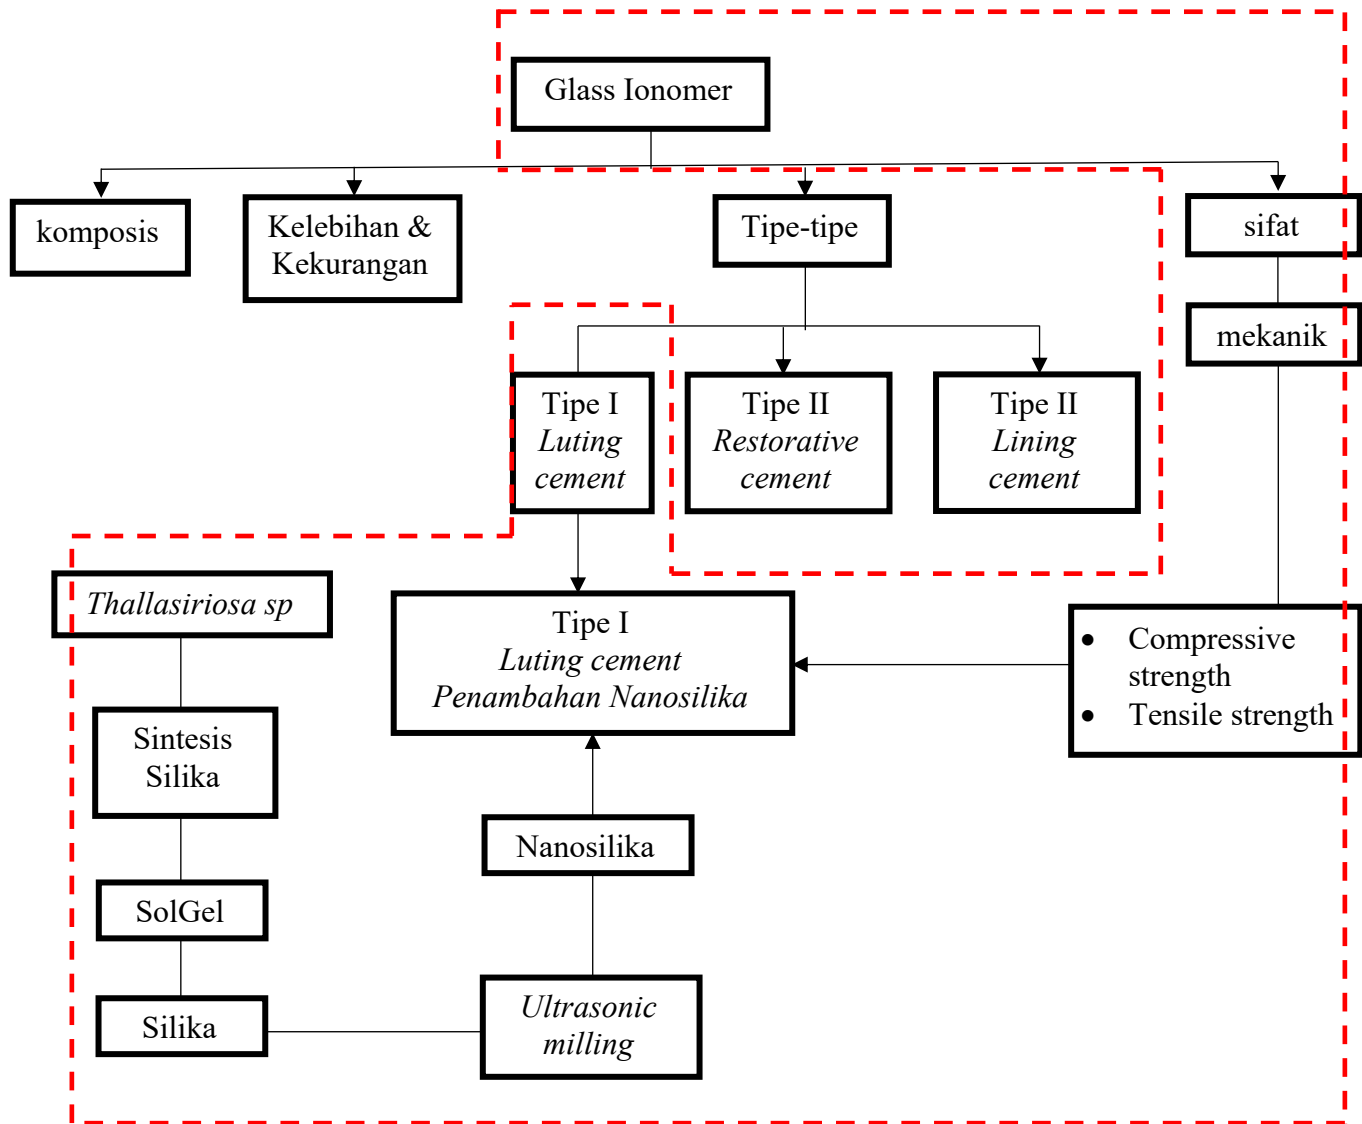 Glass Ionomer
komposis
Kelebihan &
Kekurangan
Tipe-tipe
sifat
mekanik
Tipe I
Luting
cement
Tipe II
Restorative
cement
Tipe II
Lining
cement
Thallasiriosa sp
Tipe I
Luting cement
Penambahan Nanosilika
• Compressive
strength
• Tensile strength
Sintesis
Silika
Nanosilika
SolGel
Silika
Ultrasonic
milling